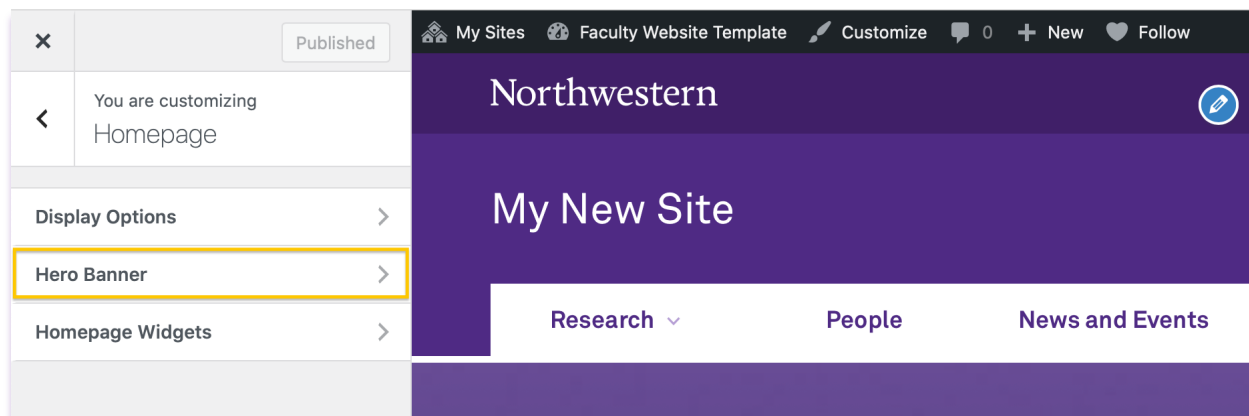 Published
You are customizing
Homepage
Display Options
Hero Banner
Homepage Widgets
My Sites Faculty Website Template Customize 0 New Follow
Northwestern
My New Site
Research People News and Events